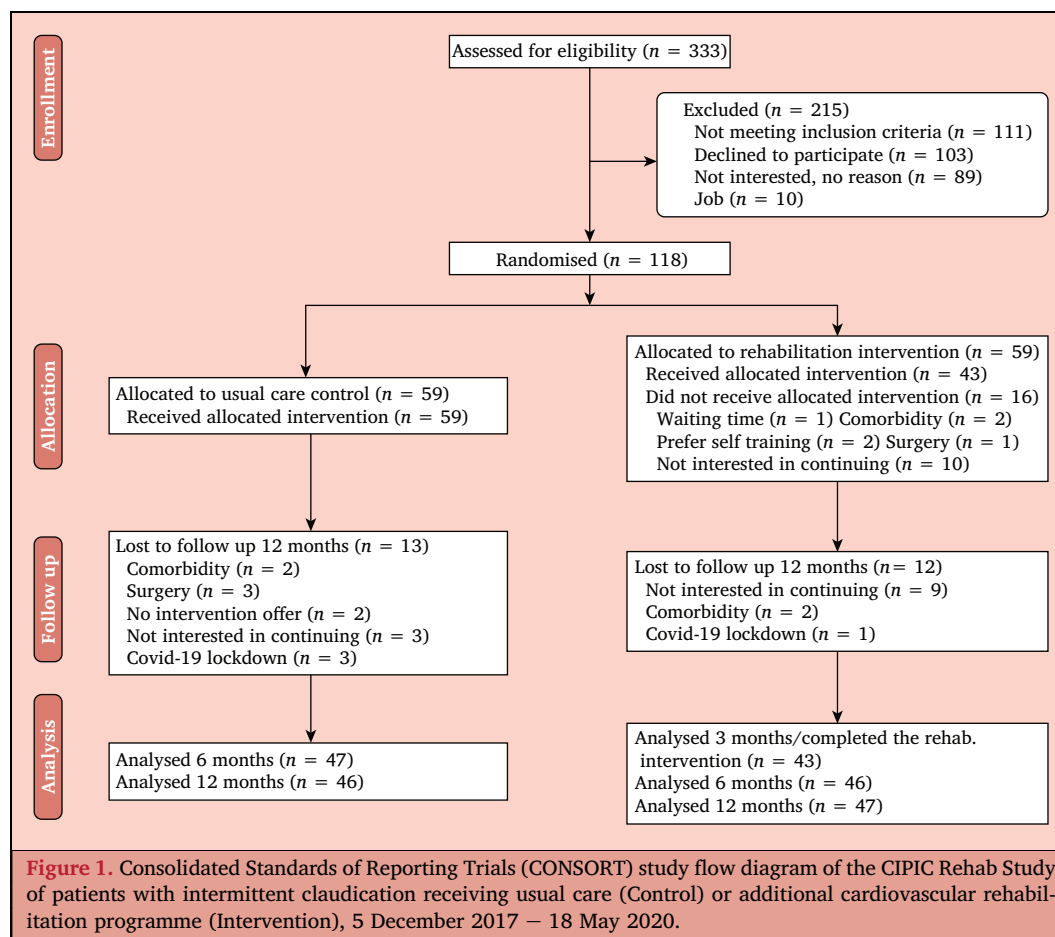 Enrollment
Assessed for eligibility (n = 333)
Excluded (n = 215)
Not meeting inclusion criteria (n = 111)
Declined to participate (n = 103)
Not interested, no reason (n = 89)
Job (n = 10)
Randomised (n = 118)
Allocation
Allocated to usual care control (n = 59)
Received allocated intervention (n = 59)
Allocated to rehabilitation intervention (n = 59)
Received allocated intervention (n = 43)
Did not receive allocated intervention (n = 16)
Waiting time (n = 1) Comorbidity (n = 2)
Prefer self training (n = 2) Surgery (n = 1)
Not interested in continuing (n = 10)
Follow up
Lost to follow up 12 months (n = 13)
Comorbidity (n = 2)
Surgery (n = 3)
No intervention offer (n = 2)
Not interested in continuing (n = 3)
Covid-19 lockdown (n = 3)
Lost to follow up 12 months (n= 12)
Not interested in continuing (n = 9)
Comorbidity (n = 2)
Covid-19 lockdown (n = 1)
Analysis
Analysed 6 months (n = 47)
Analysed 12 months (n = 46)
Analysed 3 months/completed the rehab.
intervention (n = 43)
Analysed 6 months (n = 46)
Analysed 12 months (n = 47)
Figure 1. Consolidated Standards of Reporting Trials (CONSORT) study flow diagram of the CIPIC Rehab Study
of patients with intermittent claudication receiving usual care (Control) or additional cardiovascular rehabil-
itation programme (Intervention), 5 December 2017 – 18 May 2020.